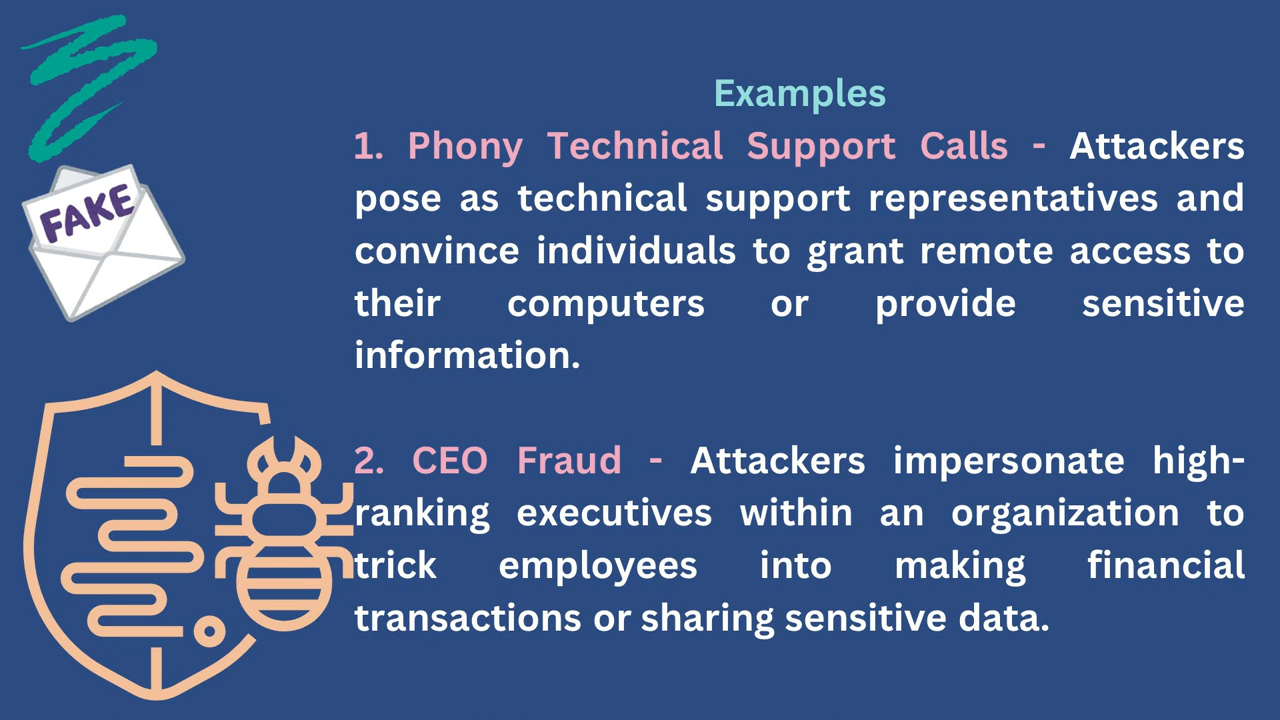 FAKE
Examples
1. Phony Technical Support Calls - Attackers
pose as technical support representatives and
convince individuals to grant remote access to
their computers or provide sensitive
information.
2. CEO Fraud - Attackers impersonate high-
ranking executives within an organization to
trick employees into making financial
transactions or sharing sensitive data.